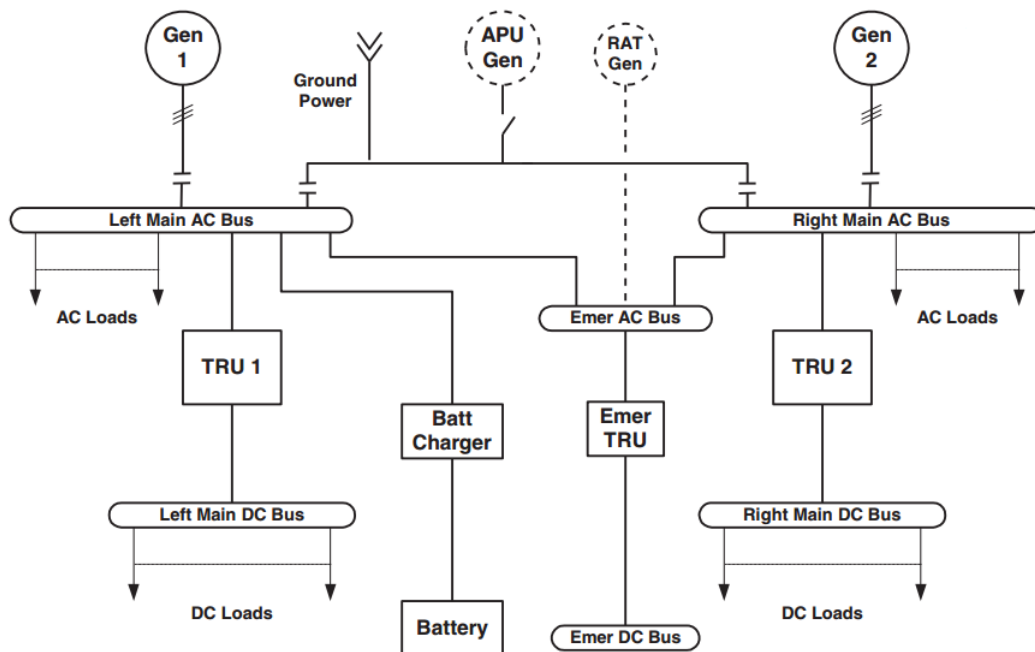 Gen
1
Ground
Power
APU
Gen
RAT
Gen
Gen
2
Left Main AC Bus
Right Main AC Bus
AC Loads
Emer AC Bus
AC Loads
TRU 1
Batt
Charger
Emer
TRU
TRU 2
Left Main DC Bus
Right Main DC Bus
DC Loads
Battery
Emer DC Bus
DC Loads